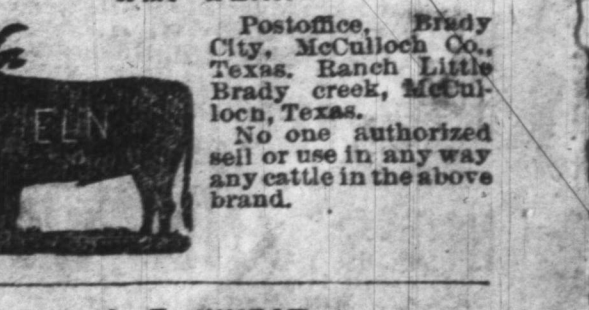 Postoffice, Brady
City, McCulloch Co.,
Texas. Ranch Little
Brady creek, McCul-
loch, Texas.
No one authorized
sell or use in any way
any cattle in the above
brand.
ELN